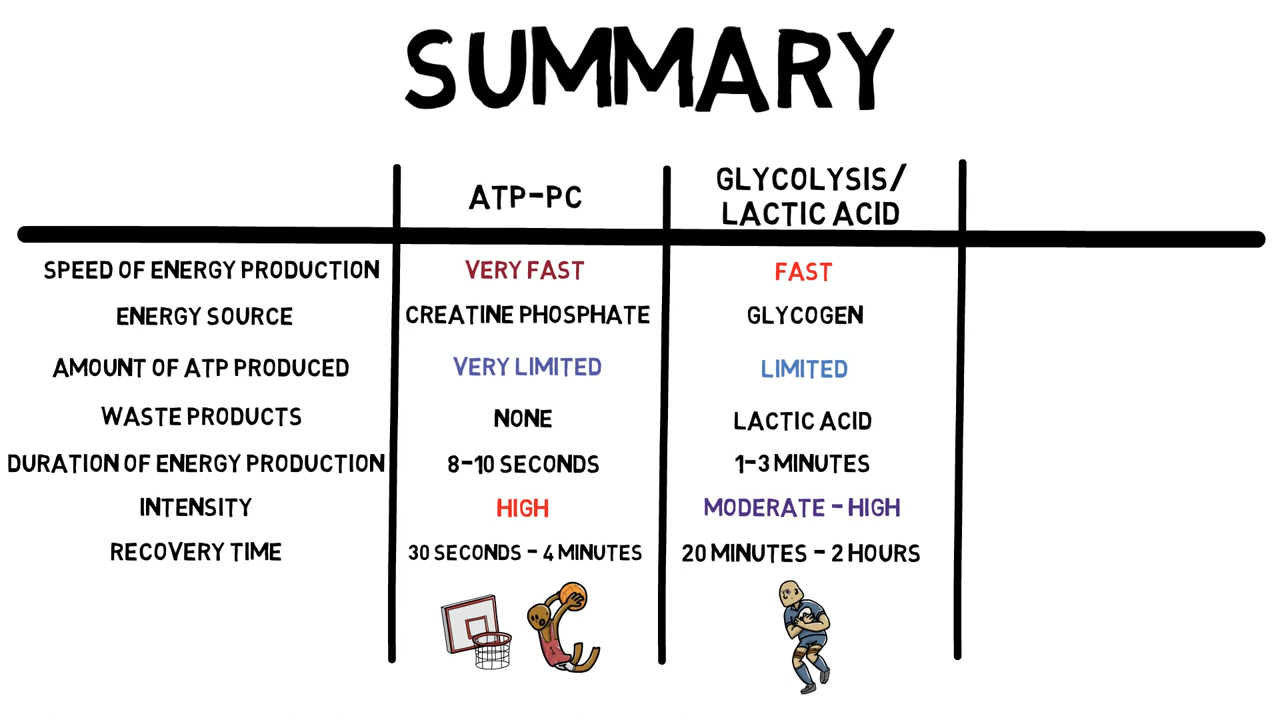 SUMMARY
ATP-PC
GLYCOLYSIS/
LACTIC ACID
SPEED OF ENERGY PRODUCTION VERY FAST FAST
ENERGY SOURCE CREATINE PHOSPHATE GLYCOGEN
AMOUNT OF ATP PRODUCED VERY LIMITED LIMITED
WASTE PRODUCTS NONE LACTIC ACID
DURATION OF ENERGY PRODUCTION 8-10 SECONDS 1-3 MINUTES
INTENSITY HIGH MODERATE - HIGH
RECOVERY TIME 30 SECONDS - 4 MINUTES 20 MINUTES - 2 HOURS